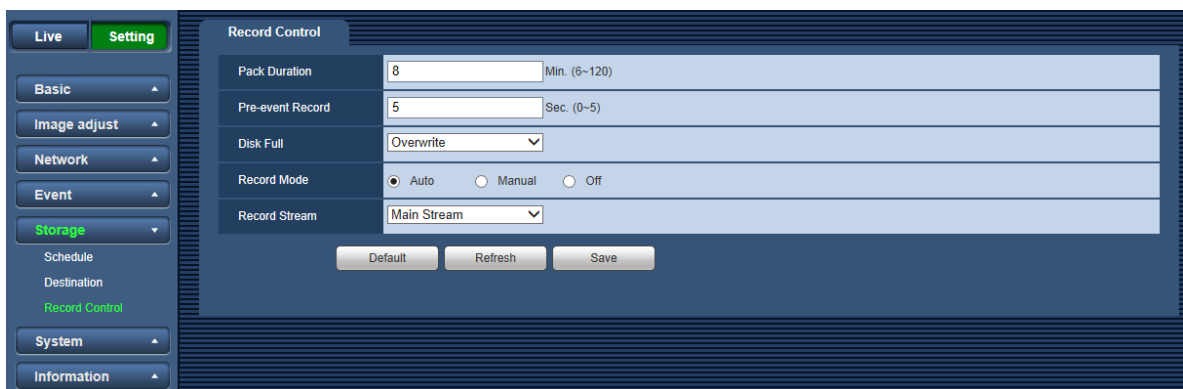 Live Setting
Basic
Image adjust
Network
Event
Storage
Schedule
Destination
Record Control
System
Information
Record Control
Pack Duration 8 Min. (6~120)
Pre-event Record 5 Sec. (0~5)
Disk Full Overwrite
Record Mode Auto Manual Off
Record Stream Main Stream
Default Refresh Save